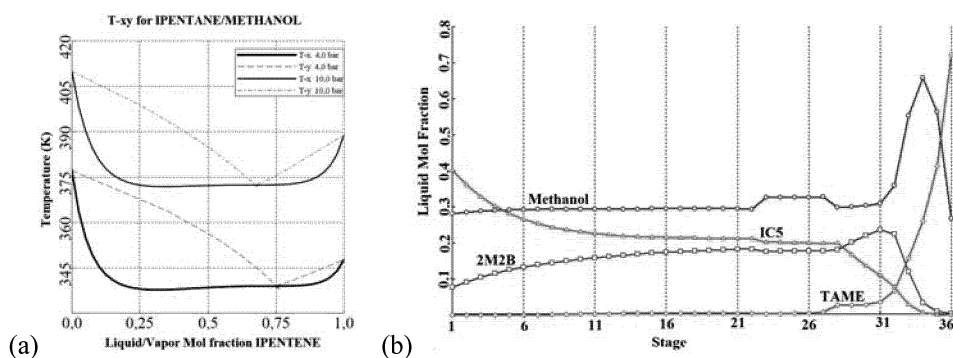 T-xy for IPENTANE/METHANOL
420
405
390
375
360
345
Temperature (K)
T-x 4,0 bar
T-y 4,0 bar
T-x 10,0 bar
T-y 10,0 bar
0,0 0,25 0,5 0,75 1,0
Liquid/Vapor Mol fraction IPENTENE
(a)
0.8
0.7
0.6
0.5
0.4
0.3
0.2
0.1
Liquid Mol Fraction
Methanol
IC5
2M2B
TAME
1 6 11 16 21 26 31 36
Stage
(b)